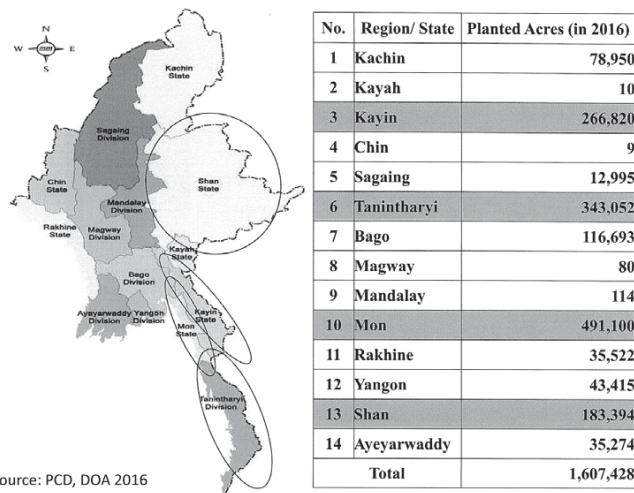 N
W E
S
Kachin
State
Sagaing
Division
Shan
State
Chin
State
Mandalay
Division
Rakhine
State
Magway
Division
Kayah
State
Bago
Division
Ayeyarwaddy
Division
Yangon
Division
Kayin
State
Mon
State
Tanintharyi
Division
ource: PCD, DOA 2016
No. Region/ State Planted Acres (in 2016)
1 Kachin 78,950
2 Kayah 10
3 Kayin 266,820
4 Chin 9
5 Sagaing 12,995
6 Tanintharyi 343,052
7 Bago 116,693
8 Magway 80
9 Mandalay 114
10 Mon 491,100
11 Rakhine 35,522
12 Yangon 43,415
13 Shan 183,394
14 Ayeyarwaddy 35,274
Total 1,607,428